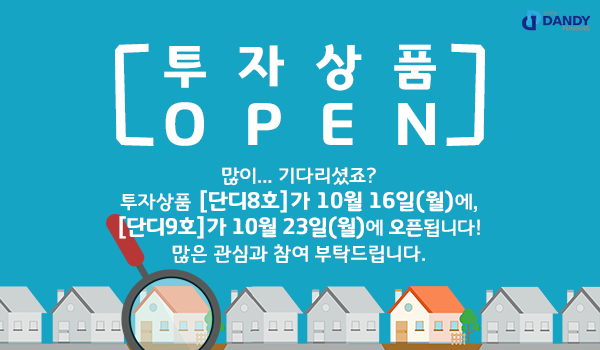 DANDY
투자상품
OPEN
많이... 기다리셨죠?
투자상품 [단디8호]가 10월 16일(월)에,
[단디9호]가 10월 23일(월)에 오픈됩니다!
많은 관심과 참여 부탁드립니다.